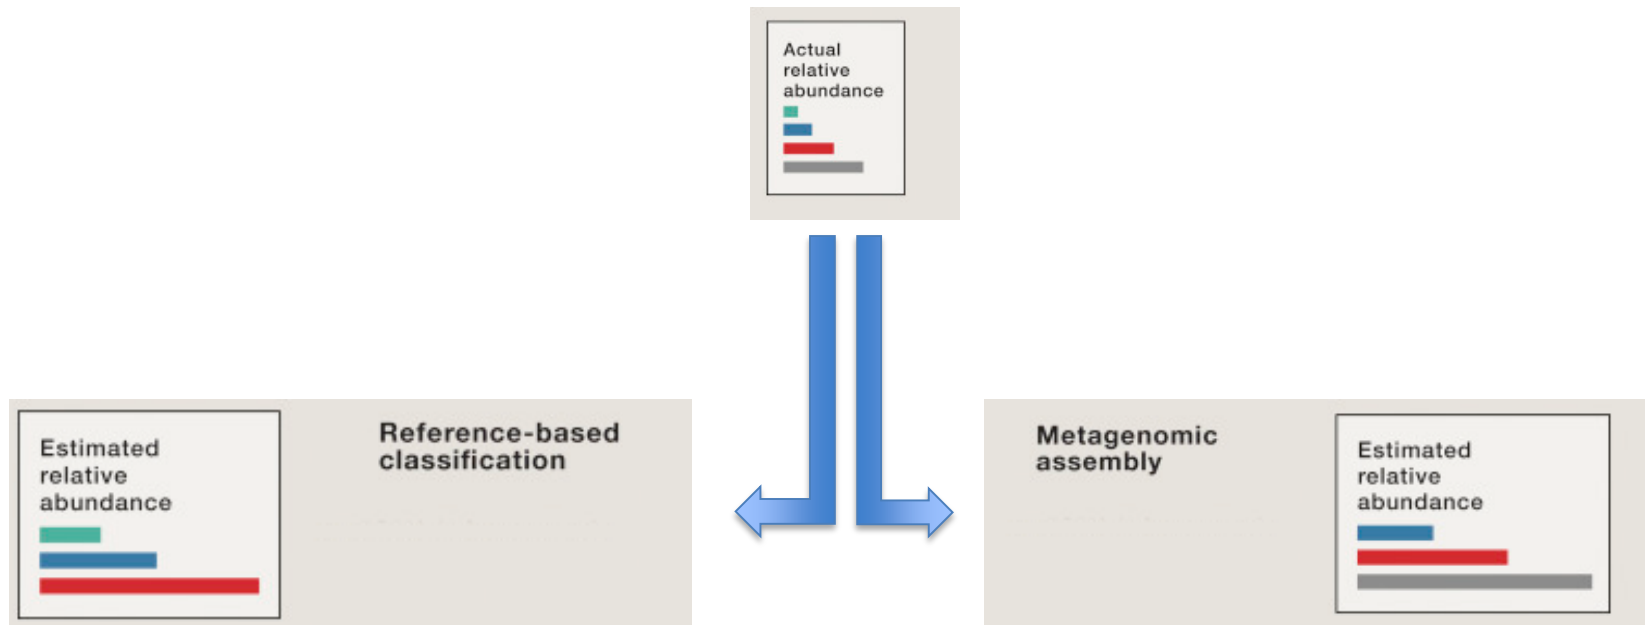 Actual
relative
abundance
Estimated
relative
abundance
Reference-based
classification
Metagenomic
assembly
Estimated
relative
abundance